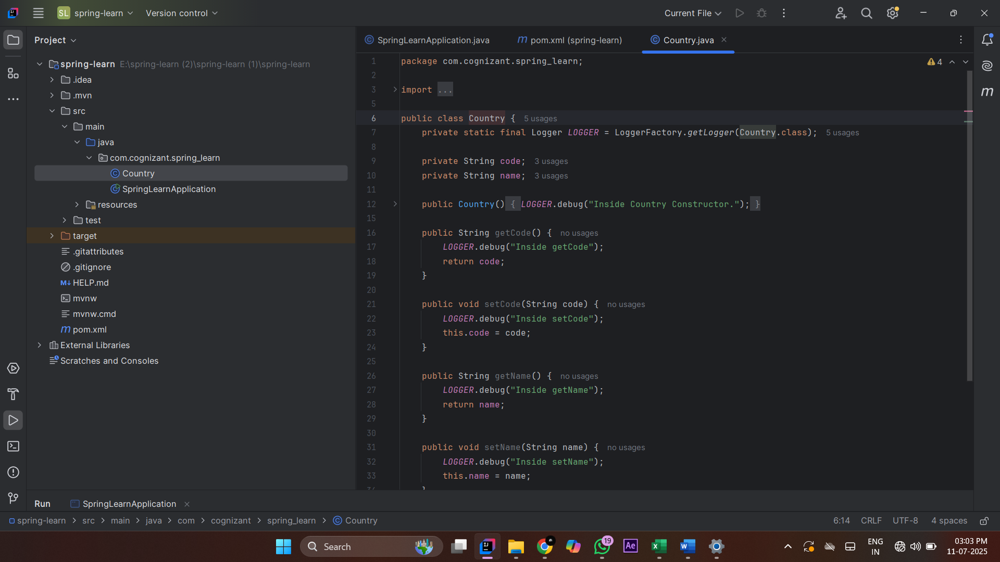 SL spring-learn Version control Current File
Project
spring-learn E:\spring-learn (2)\spring-learn (1)\spring-learn
.idea
.mvn
src
main
java
com.cognizant.spring_learn
Country
SpringLearnApplication
resources
test
target
.gitattributes
.gitignore
M↓ HELP.md
mvnw
mvnw.cmd
m pom.xml
External Libraries
Scratches and Consoles
SpringLearnApplication.java m pom.xml (spring-learn) Country.java
4
m
1 package com.cognizant.spring_learn;
2
3 import ...
5
6 public class Country { 5 usages
7 private static final Logger LOGGER = LoggerFactory.getLogger(Country.class); 5 usages
8
9 private String code; 3 usages
10 private String name; 3 usages
11
12 public Country() { LOGGER.debug("Inside Country Constructor."); }
15
16 public String getCode() { no usages
17 LOGGER.debug("Inside getCode");
18 return code;
19 }
20
21 public void setCode(String code) { no usages
22 LOGGER.debug("Inside setCode");
23 this.code = code;
24 }
25
26 public String getName() { no usages
27 LOGGER.debug("Inside getName");
28 return name;
29 }
30
31 public void setName(String name) { no usages
32 LOGGER.debug("Inside setName");
33 this.name = name;
Run SpringLearnApplication
spring-learn > src > main > java > com > cognizant > spring_learn > Country 6:14 CRLF UTF-8 4 spaces
Search
19
Ae
ENG
IN
03:03 PM
11-07-2025